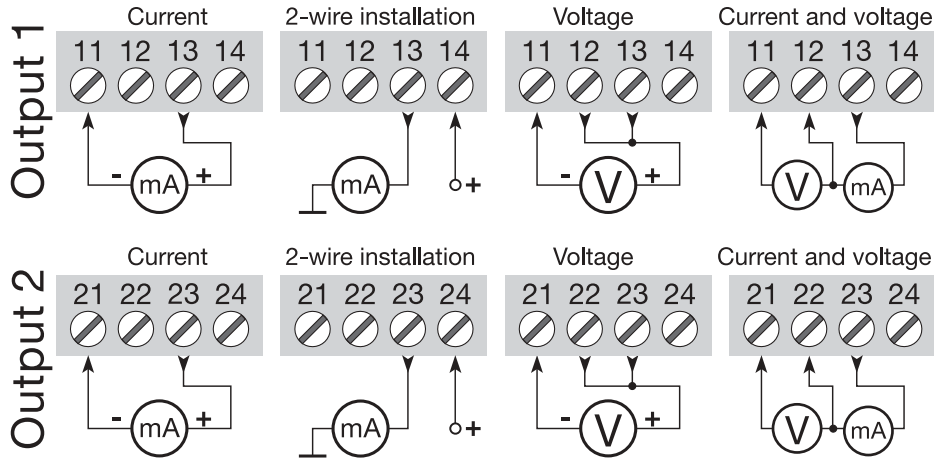 Output 1
Current 2-wire installation Voltage Current and voltage
11 12 13 14 11 12 13 14 11 12 13 14 11 12 13 14
- mA + mA + - V + V mA
Output 2
Current 2-wire installation Voltage Current and voltage
21 22 23 24 21 22 23 24 21 22 23 24 21 22 23 24
- mA + mA + - V + V mA